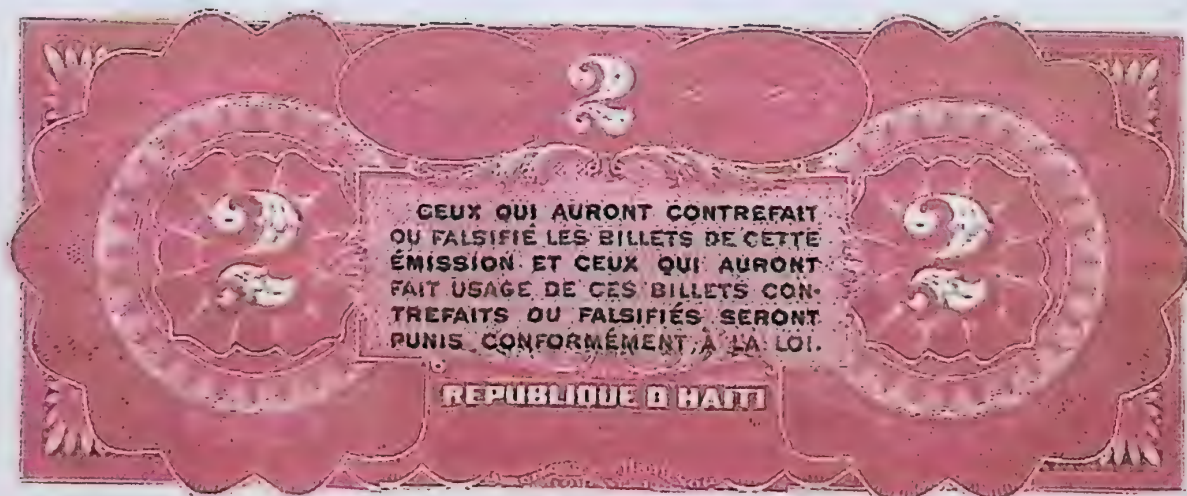 2
2
CEUX QUI AURONT CONTREFAIT
OU FALSIFIÉ LES BILLETS DE CETTE
ÉMISSION ET CEUX QUI AURONT
FAIT USAGE DE CES BILLETS CON-
TREFAITS OU FALSIFIÉS SERONT
PUNIS CONFORMÉMENT À LA LOI.
2
REPUBLIQUE D HAITI